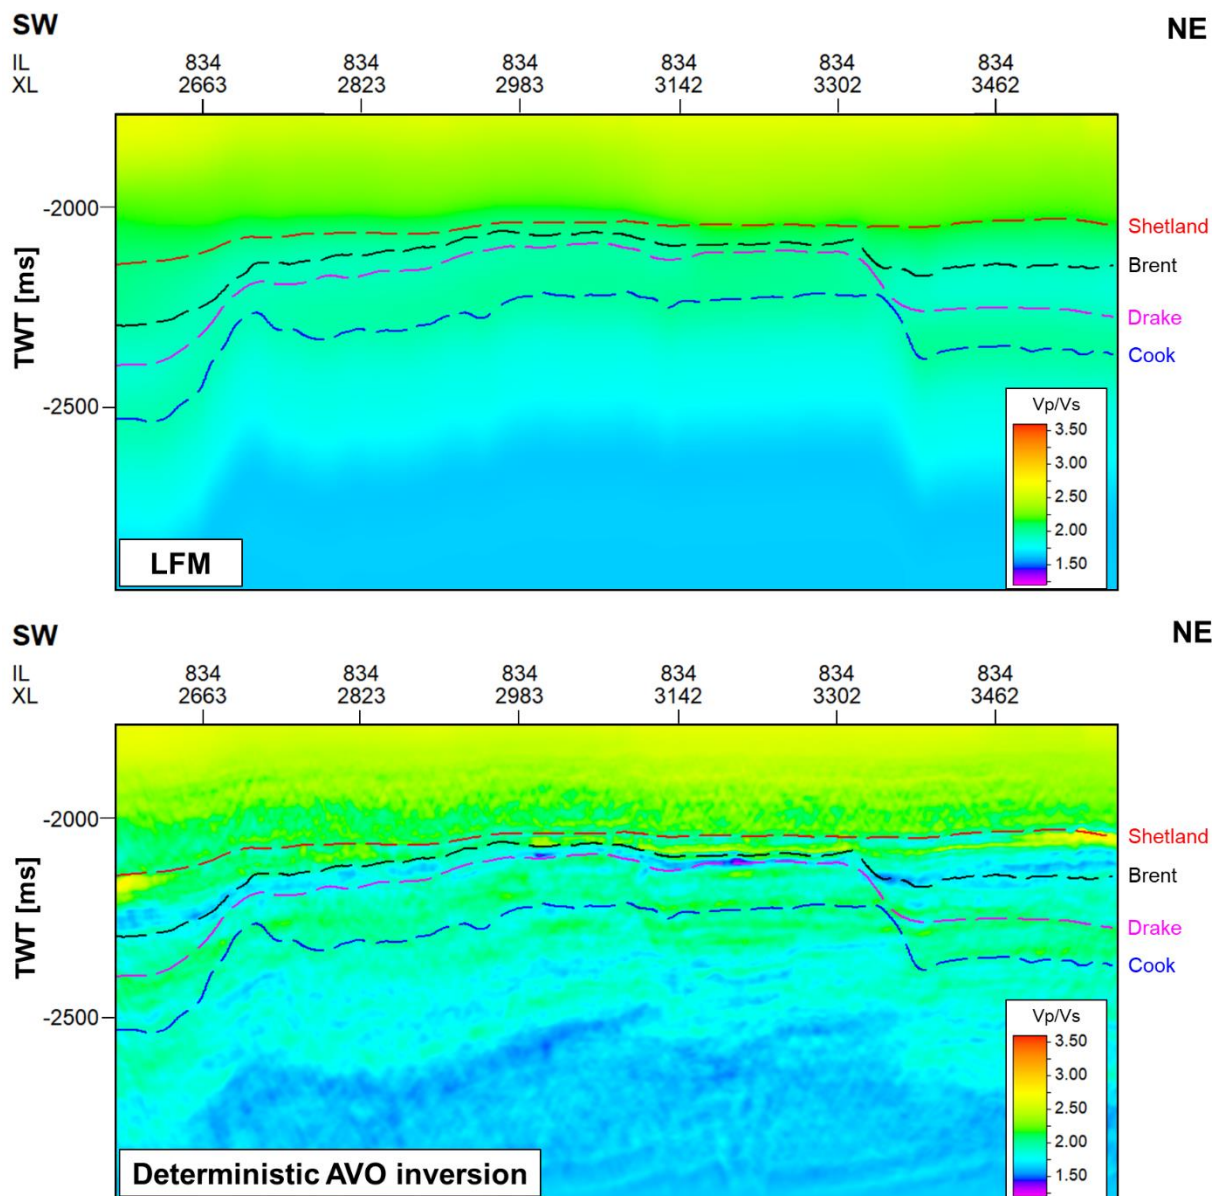 SW
NE
IL 834 834 834 834 834 834
XL 2663 2823 2983 3142 3302 3462
-2000
Shetland
Brent
Drake
Cook
TWT [ms]
-2500
Vp/Vs
3.50
3.00
2.50
2.00
1.50
LFM
SW
NE
IL 834 834 834 834 834 834
XL 2663 2823 2983 3142 3302 3462
-2000
Shetland
Brent
Drake
Cook
TWT [ms]
-2500
Vp/Vs
3.50
3.00
2.50
2.00
1.50
Deterministic AVO inversion